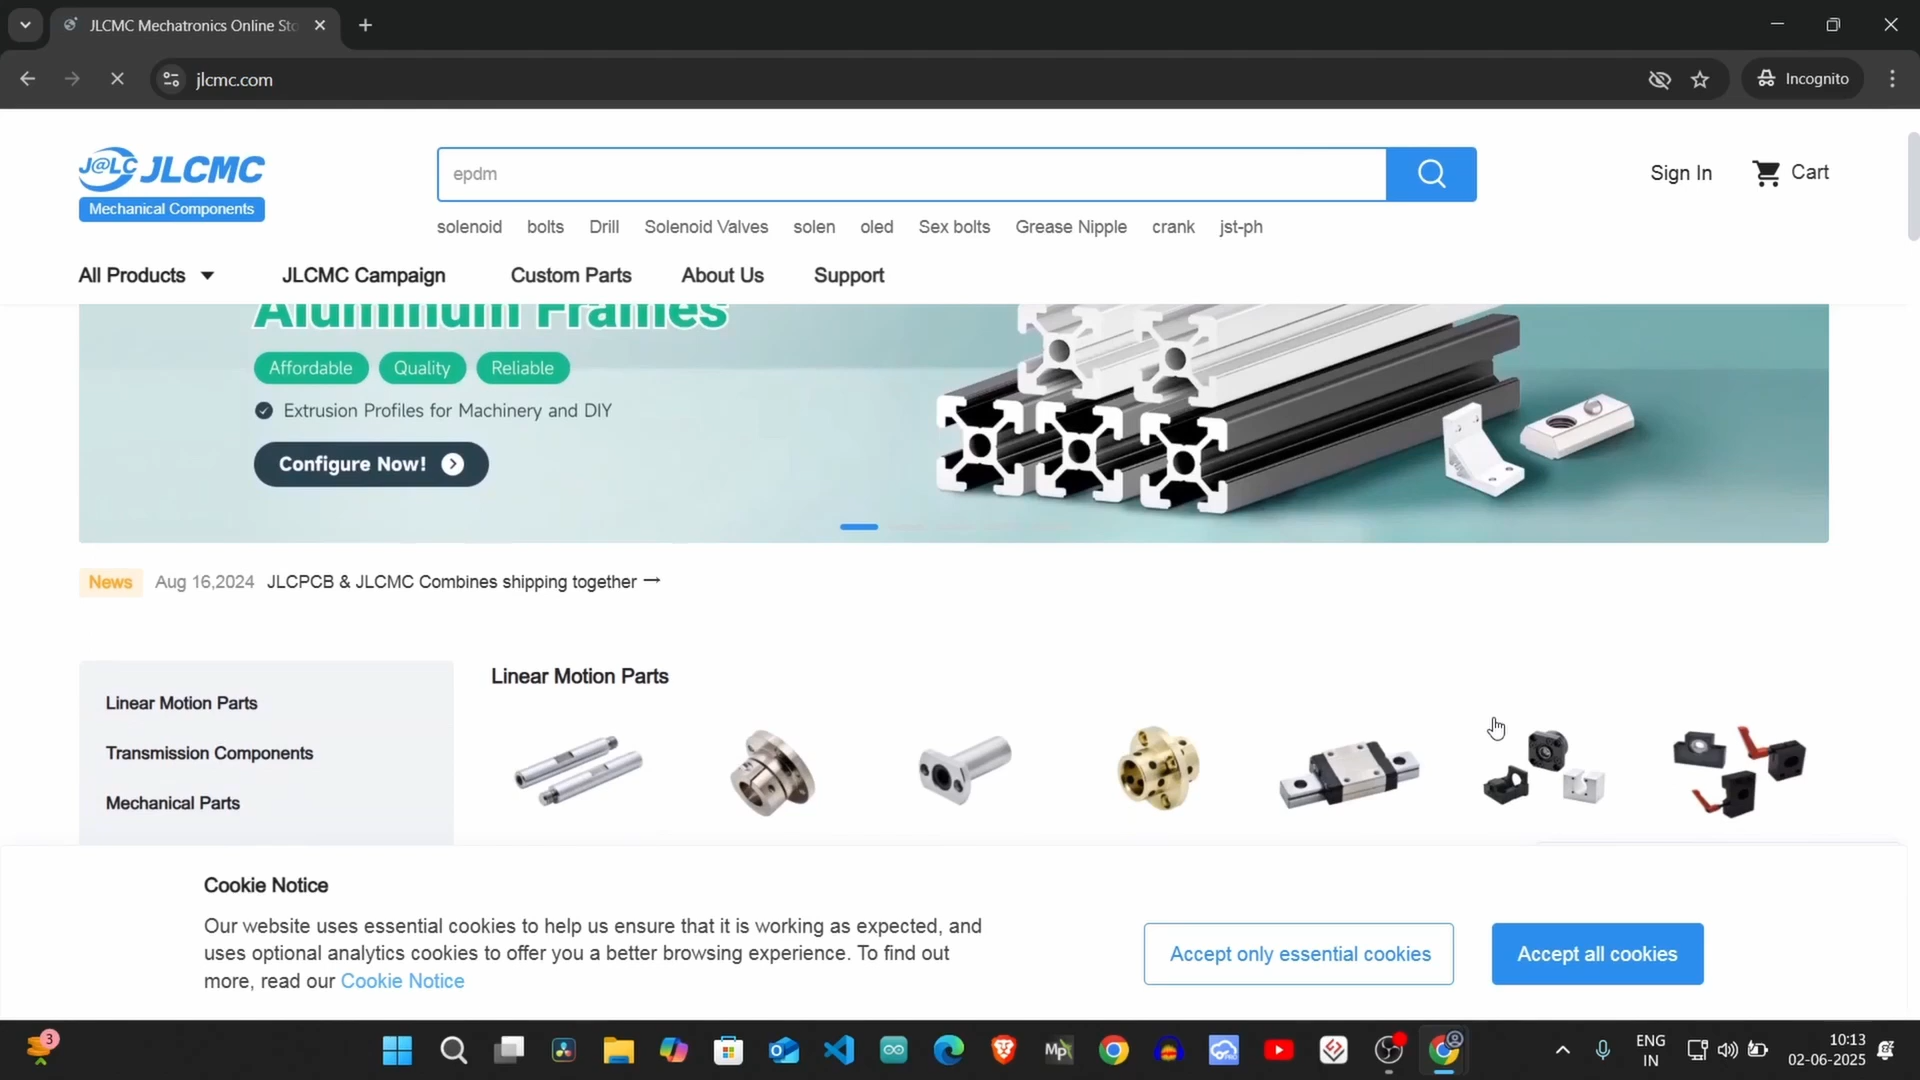 JLCMC Mechatronics Online Sto
jlcmc.com
Incognito
J@LC JLCMC
Mechanical Components
epdm
Sign In
Cart
solenoid bolts Drill Solenoid Valves solen oled Sex bolts Grease Nipple crank jst-ph
All Products JLCMC Campaign Custom Parts About Us Support
Aluminum Frames
Affordable Quality Reliable
Extrusion Profiles for Machinery and DIY
Configure Now!
News Aug 16,2024 JLCPCB & JLCMC Combines shipping together →
Linear Motion Parts
Transmission Components
Mechanical Parts
Linear Motion Parts
Cookie Notice
Our website uses essential cookies to help us ensure that it is working as expected, and
uses optional analytics cookies to offer you a better browsing experience. To find out
more, read our Cookie Notice
Accept only essential cookies
Accept all cookies
3
Mp
ENG
IN
10:13
02-06-2025